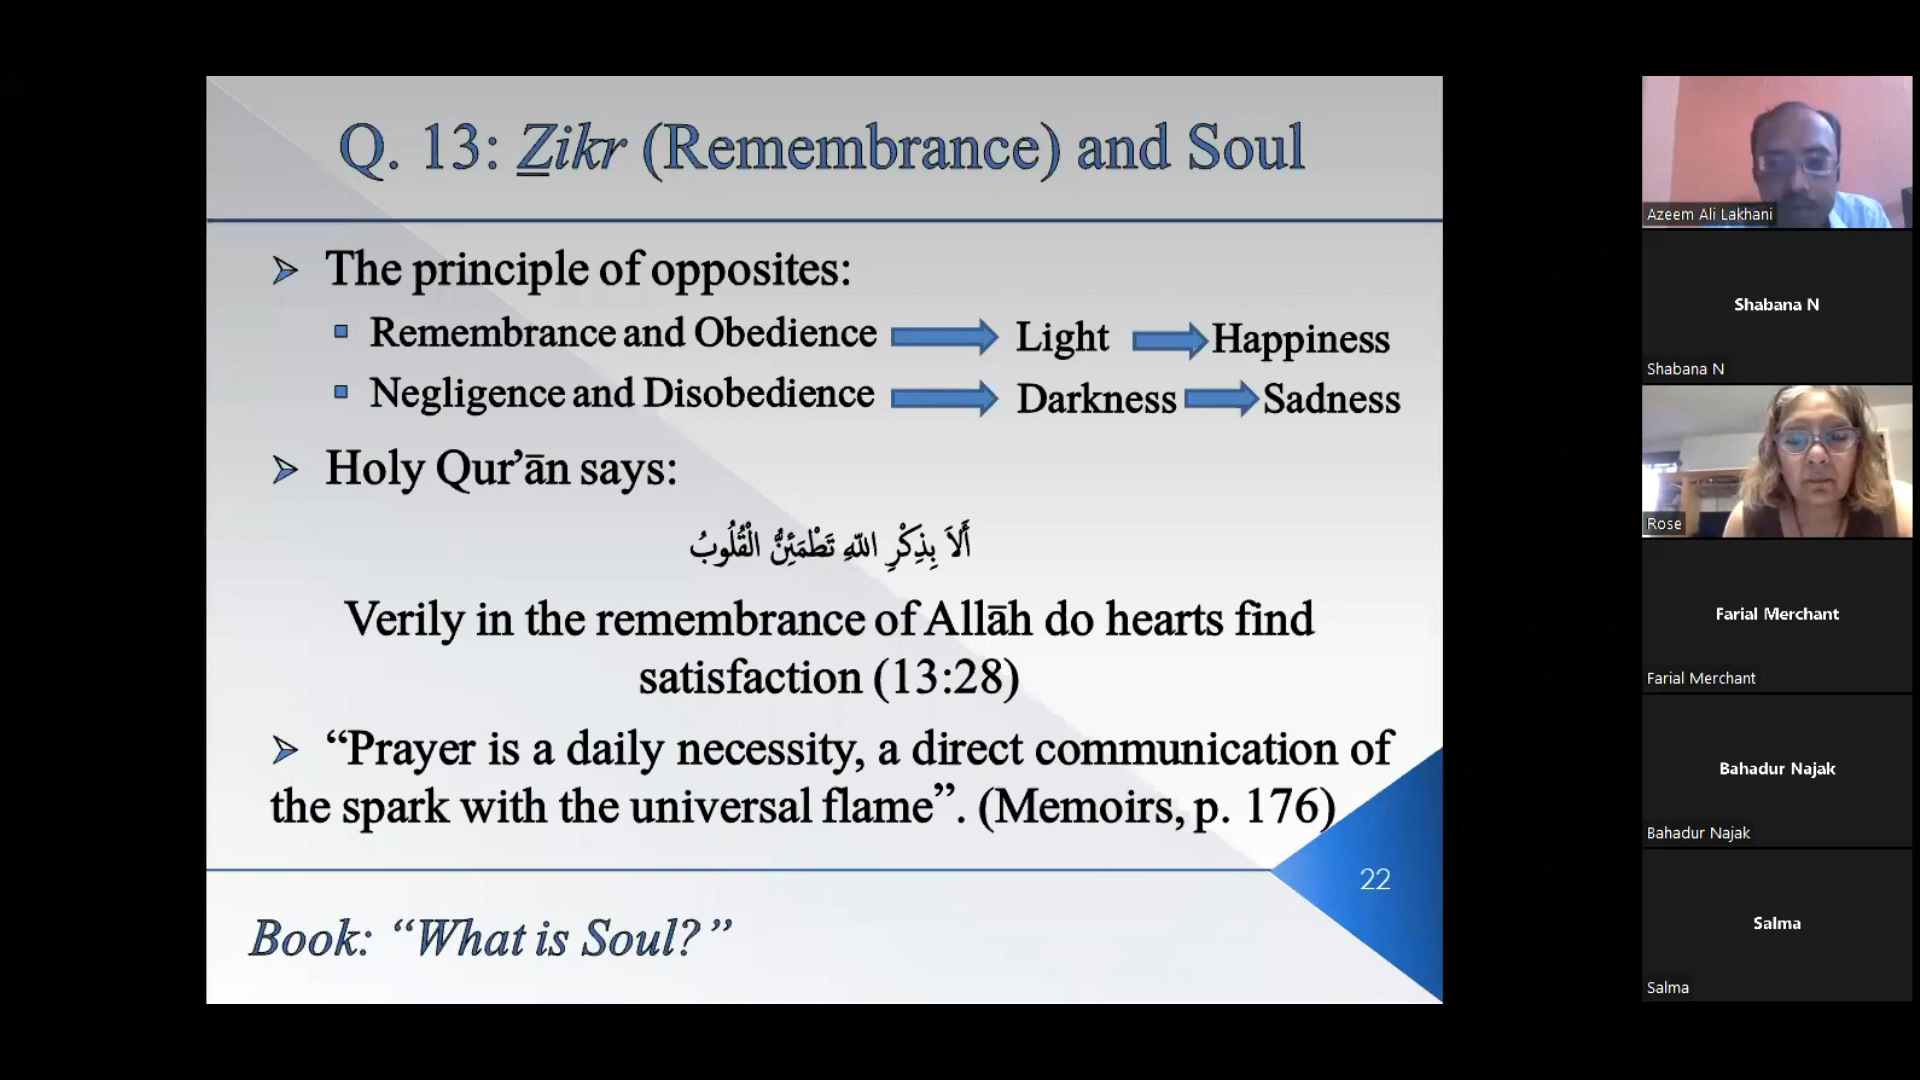 Q. 13: Zikr (Remembrance) and Soul
The principle of opposites:
Remembrance and Obedience Light Happiness
Negligence and Disobedience Darkness Sadness
Holy Qur’ān says:
أَلاَ بِذِكْرِ اللّهِ تَطْمَئِنُّ الْقُلُوبُ
Verily in the remembrance of Allāh do hearts find
satisfaction (13:28)
“Prayer is a daily necessity, a direct communication of
the spark with the universal flame”. (Memoirs, p. 176)
22
Book: “What is Soul?”
Azeem Ali Lakhani
Shabana N
Shabana N
Rose
Farial Merchant
Farial Merchant
Bahadur Najak
Bahadur Najak
Salma
Salma